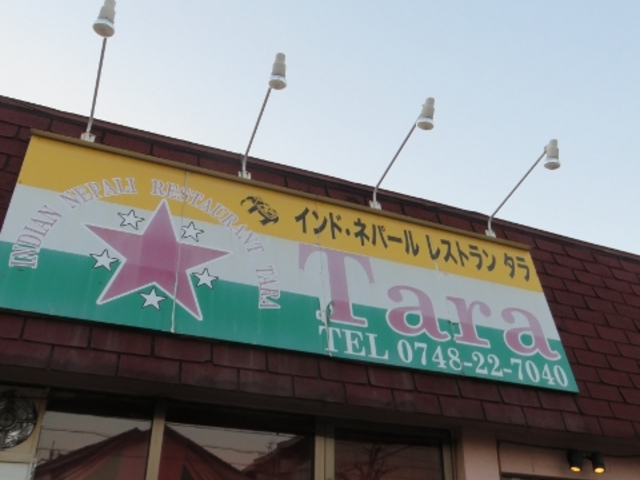 INDIAN NEPALI RESTAURANT TARA
インド・ネパール レストラン タラ
Tara
TEL 0748-22-7040